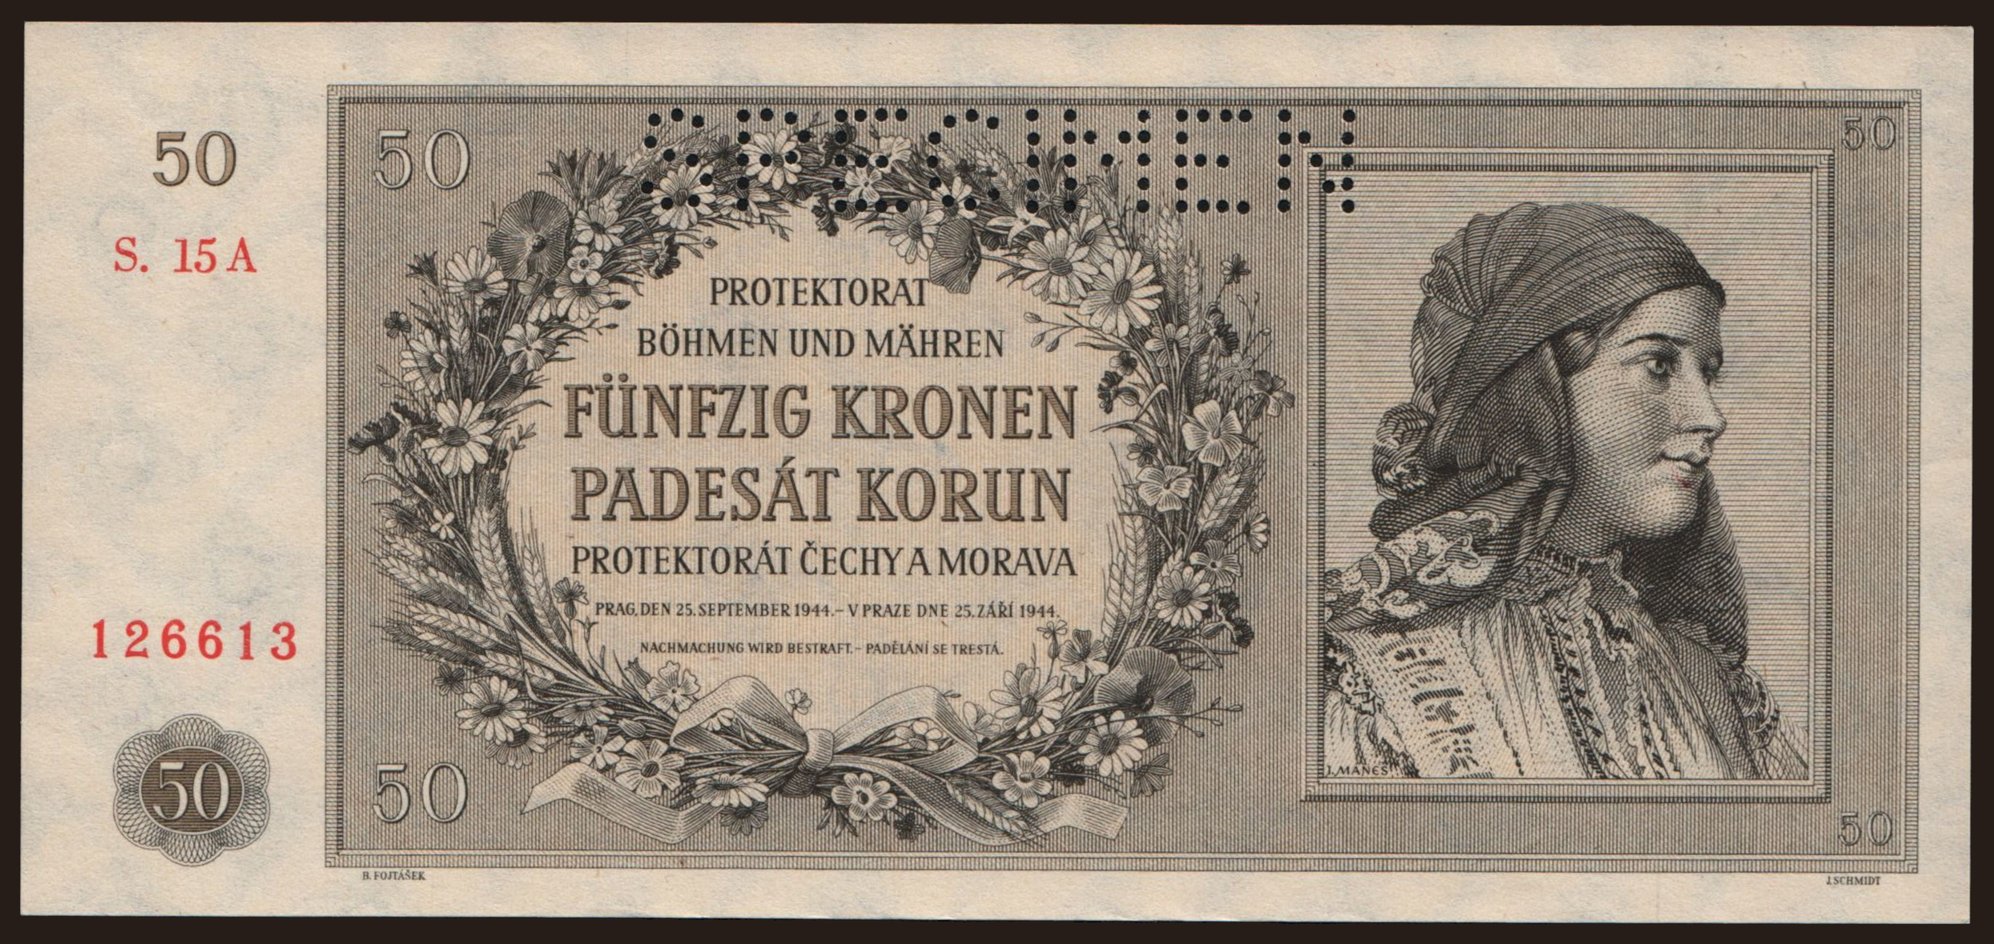 SPECIMEN
50
50
50
S. 15 A
PROTEKTORAT
BÖHMEN UND MÄHREN
FÜNFZIG KRONEN
PADESÁT KORUN
PROTEKTORÁT ČECHY A MORAVA
PRAG, DEN 25. SEPTEMBER 1944. – V PRAZE DNE 25. ZÁŘÍ 1944.
NACHMACHUNG WIRD BESTRAFT. – PADĚLÁNÍ SE TRESTÁ.
126613
J. MÁNES
50
50
50
B. FOJTÁŠEK
J. SCHMIDT